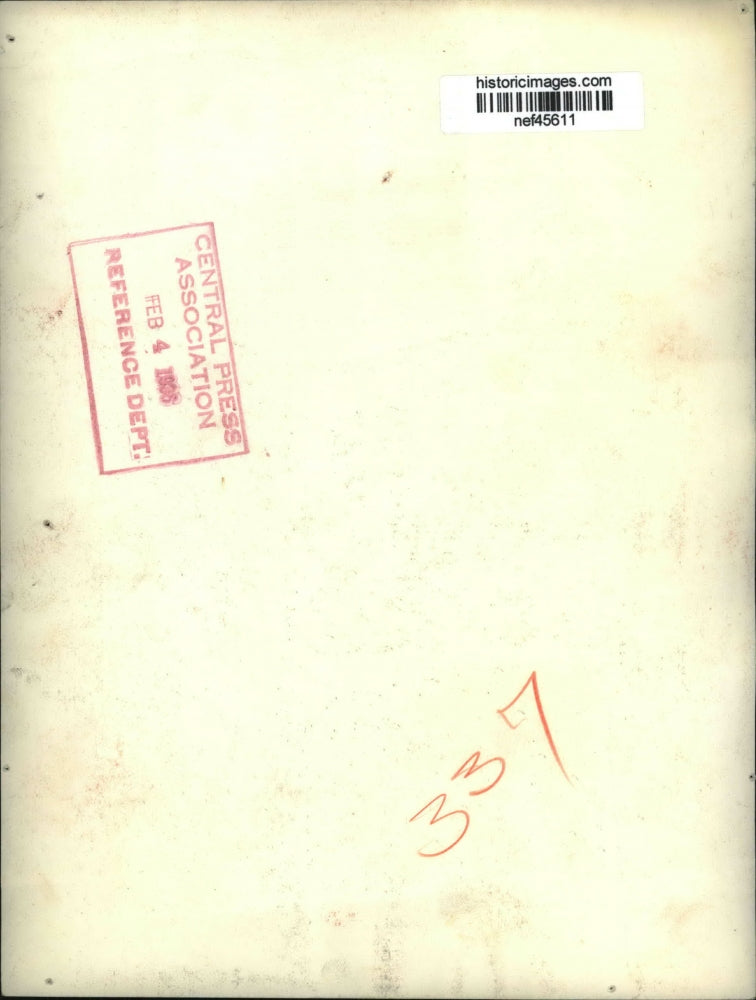 historicimages.com
nef45611
CENTRAL PRESS
ASSOCIATION
FEB 4
REFERENCE DEPT.
337